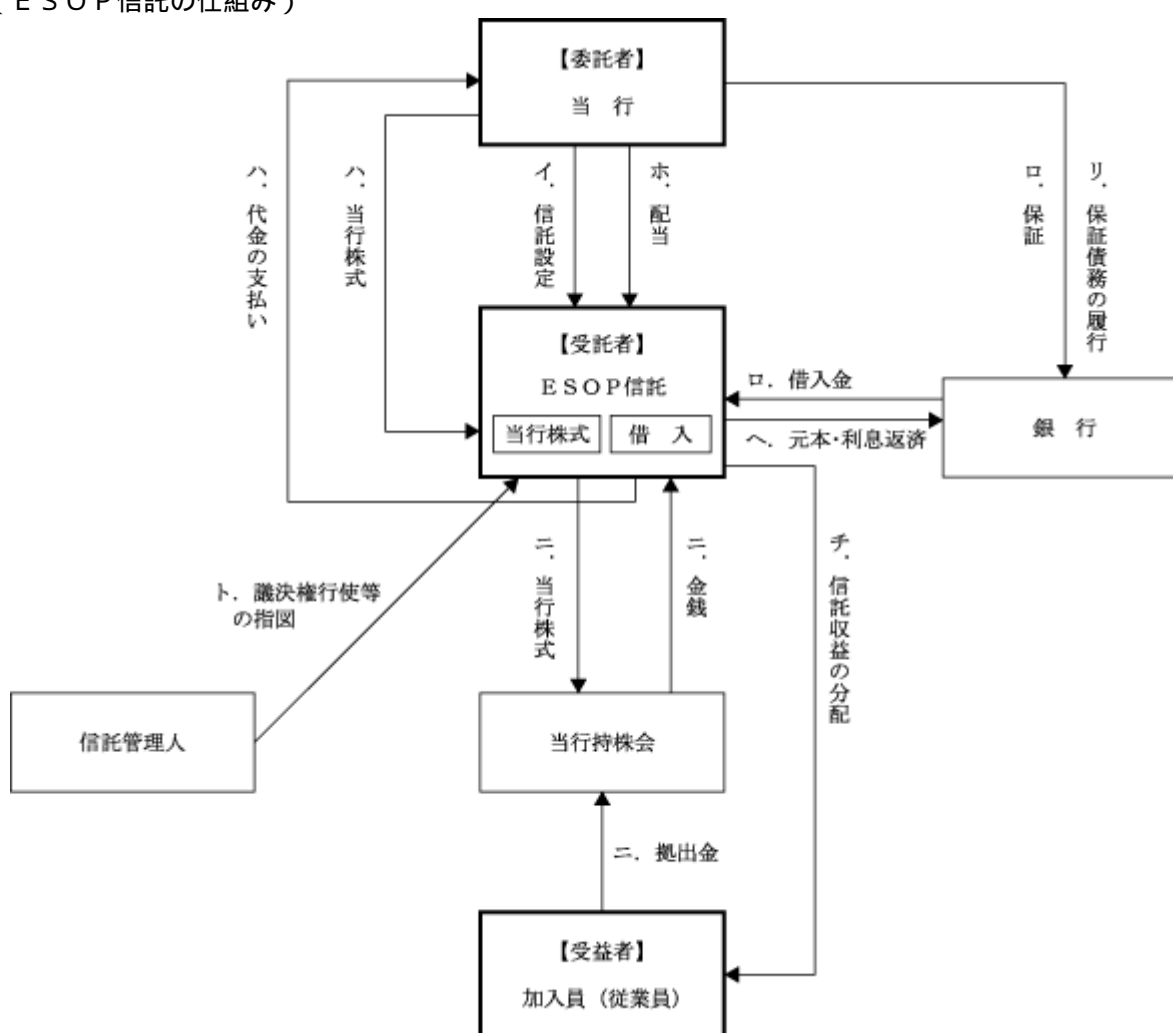 （ＥＳＯＰ信託の仕組み）
【委託者】
当　行
ハ．代金の支払い
ハ．当行株式
イ．信託設定
ホ．配当
ロ．保証
リ．保証債務の履行
【受託者】
ＥＳＯＰ信託
当行株式
借　入
ロ．借入金
ヘ．元本・利息返済
銀　行
ト．議決権行使等
の指図
ニ．当行株式
ニ．金銭
チ．信託収益の分配
信託管理人
当行持株会
ニ．拠出金
【受益者】
加入員（従業員）